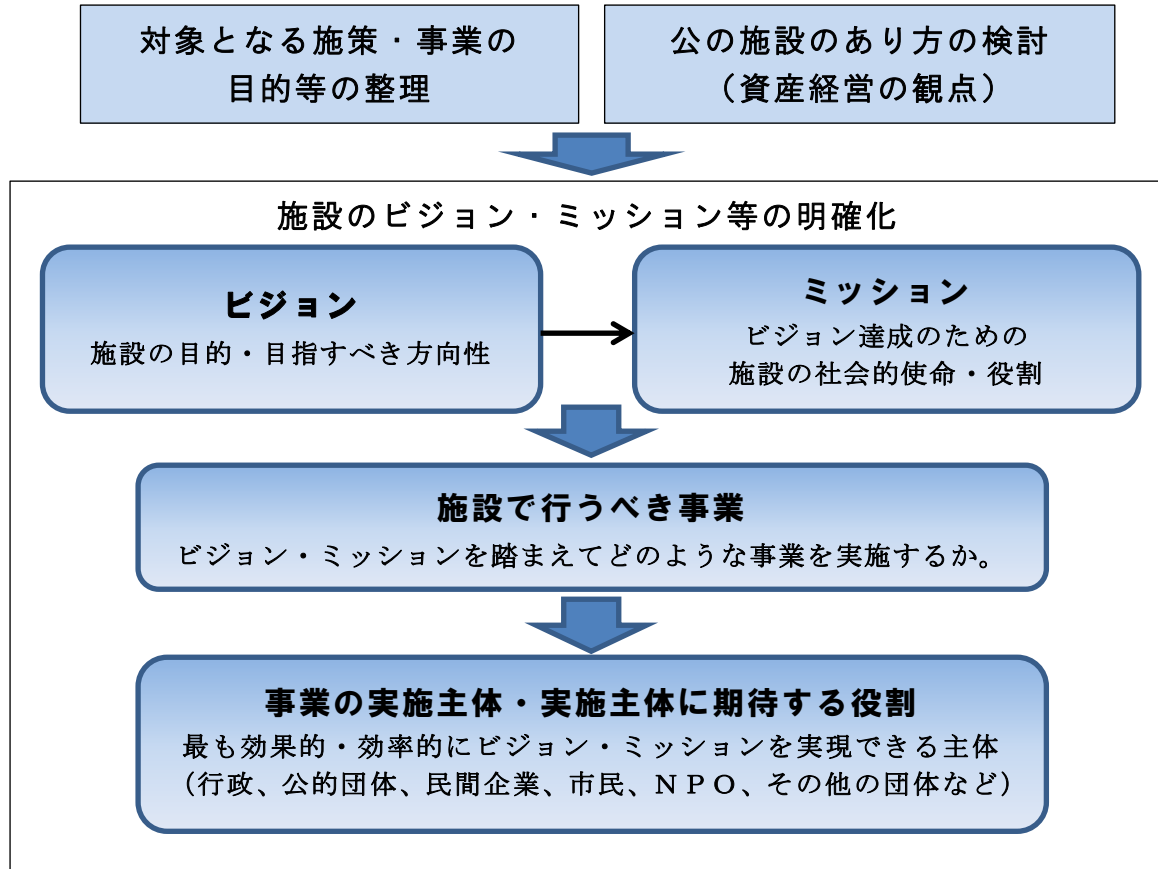 対象となる施策・事業の
目的等の整理
公の施設のあり方の検討
（資産経営の観点）
施設のビジョン・ミッション等の明確化
ビジョン
施設の目的・目指すべき方向性
ミッション
ビジョン達成のための
施設の社会的使命・役割
施設で行うべき事業
ビジョン・ミッションを踏まえてどのような事業を実施するか。
事業の実施主体・実施主体に期待する役割
最も効果的・効率的にビジョン・ミッションを実現できる主体
（行政、公的団体、民間企業、市民、ＮＰＯ、その他の団体など）